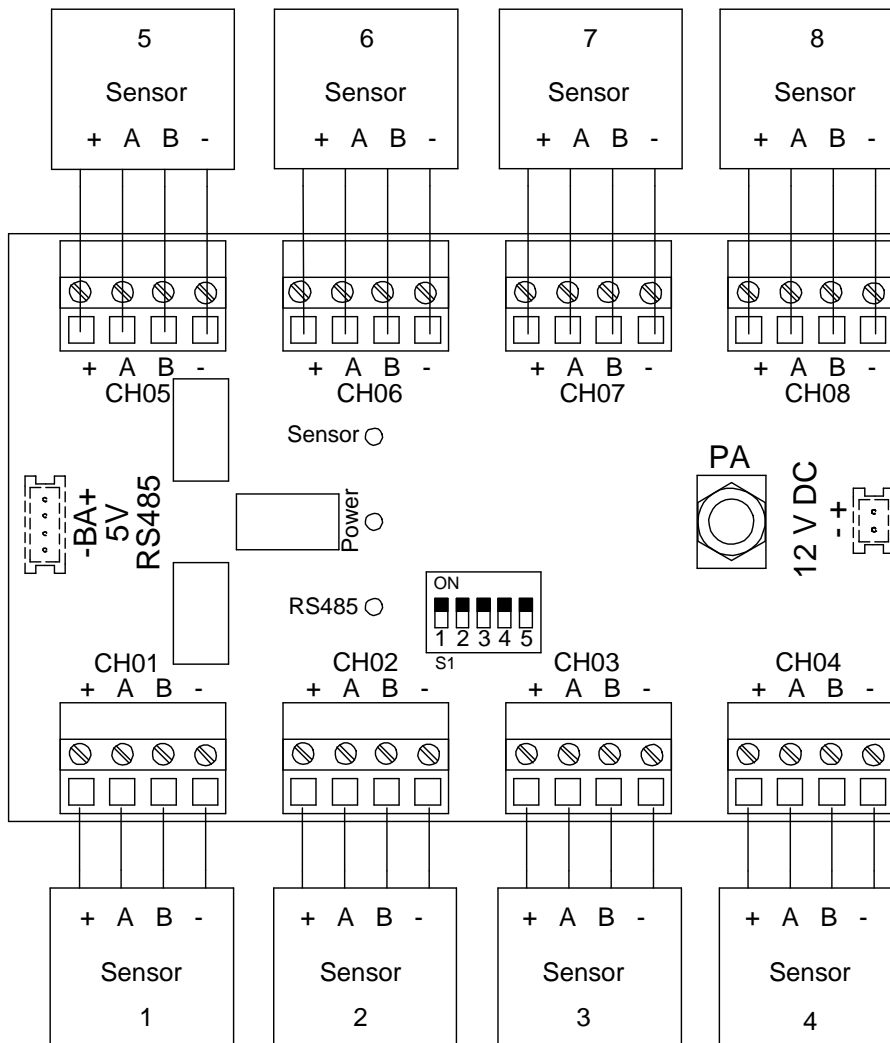 5 6 7 8
Sensor Sensor Sensor Sensor
+ A B - + A B - + A B - + A B -
+ A B - + A B - + A B - + A B -
CH05 CH06 CH07 CH08
Sensor
-BA+
5V
RS485
Power
PA
12 V DC
- +
RS485
ON
1 2 3 4 5
S1
CH01 CH02 CH03 CH04
+ A B - + A B - + A B - + A B -
+ A B - + A B - + A B - + A B -
Sensor Sensor Sensor Sensor
1 2 3 4